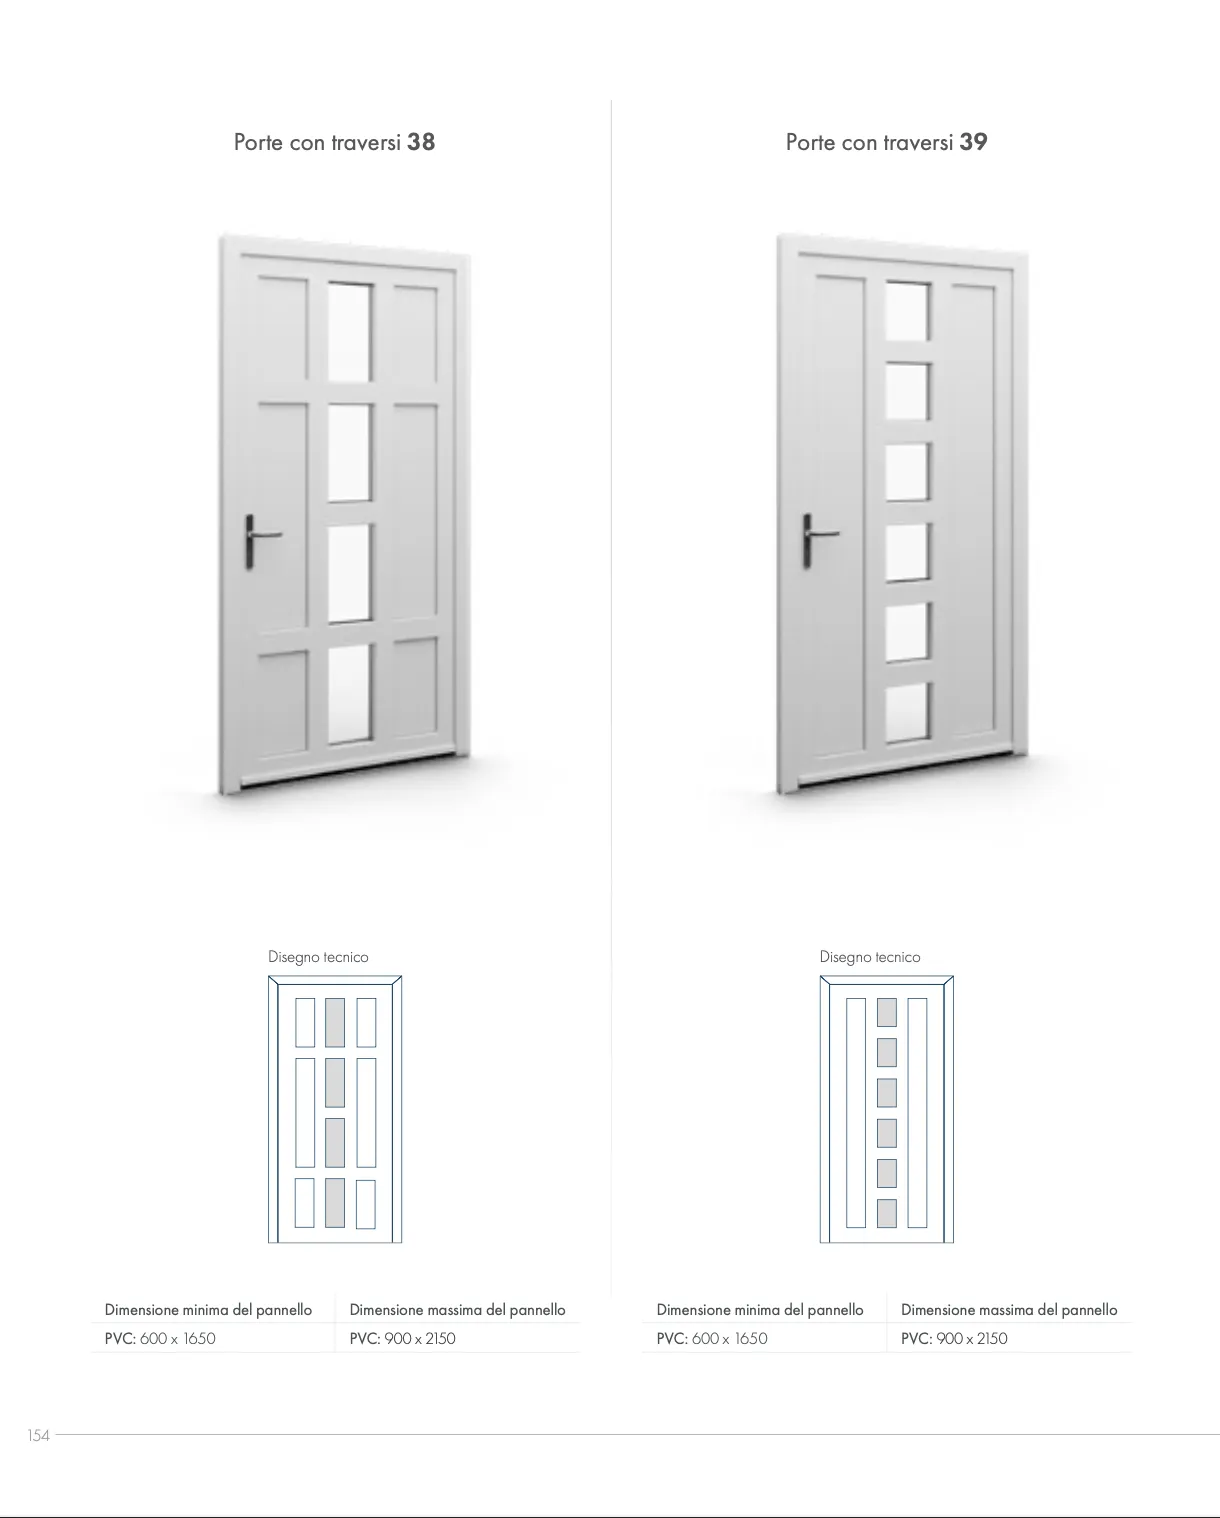 Porte con traversi 38
Disegno tecnico
Dimensione minima del pannello
Dimensione massima del pannello
PVC: 600 x 1650
PVC: 900 x 2150
Porte con traversi 39
Disegno tecnico
Dimensione minima del pannello
Dimensione massima del pannello
PVC: 600 x 1650
PVC: 900 x 2150
154